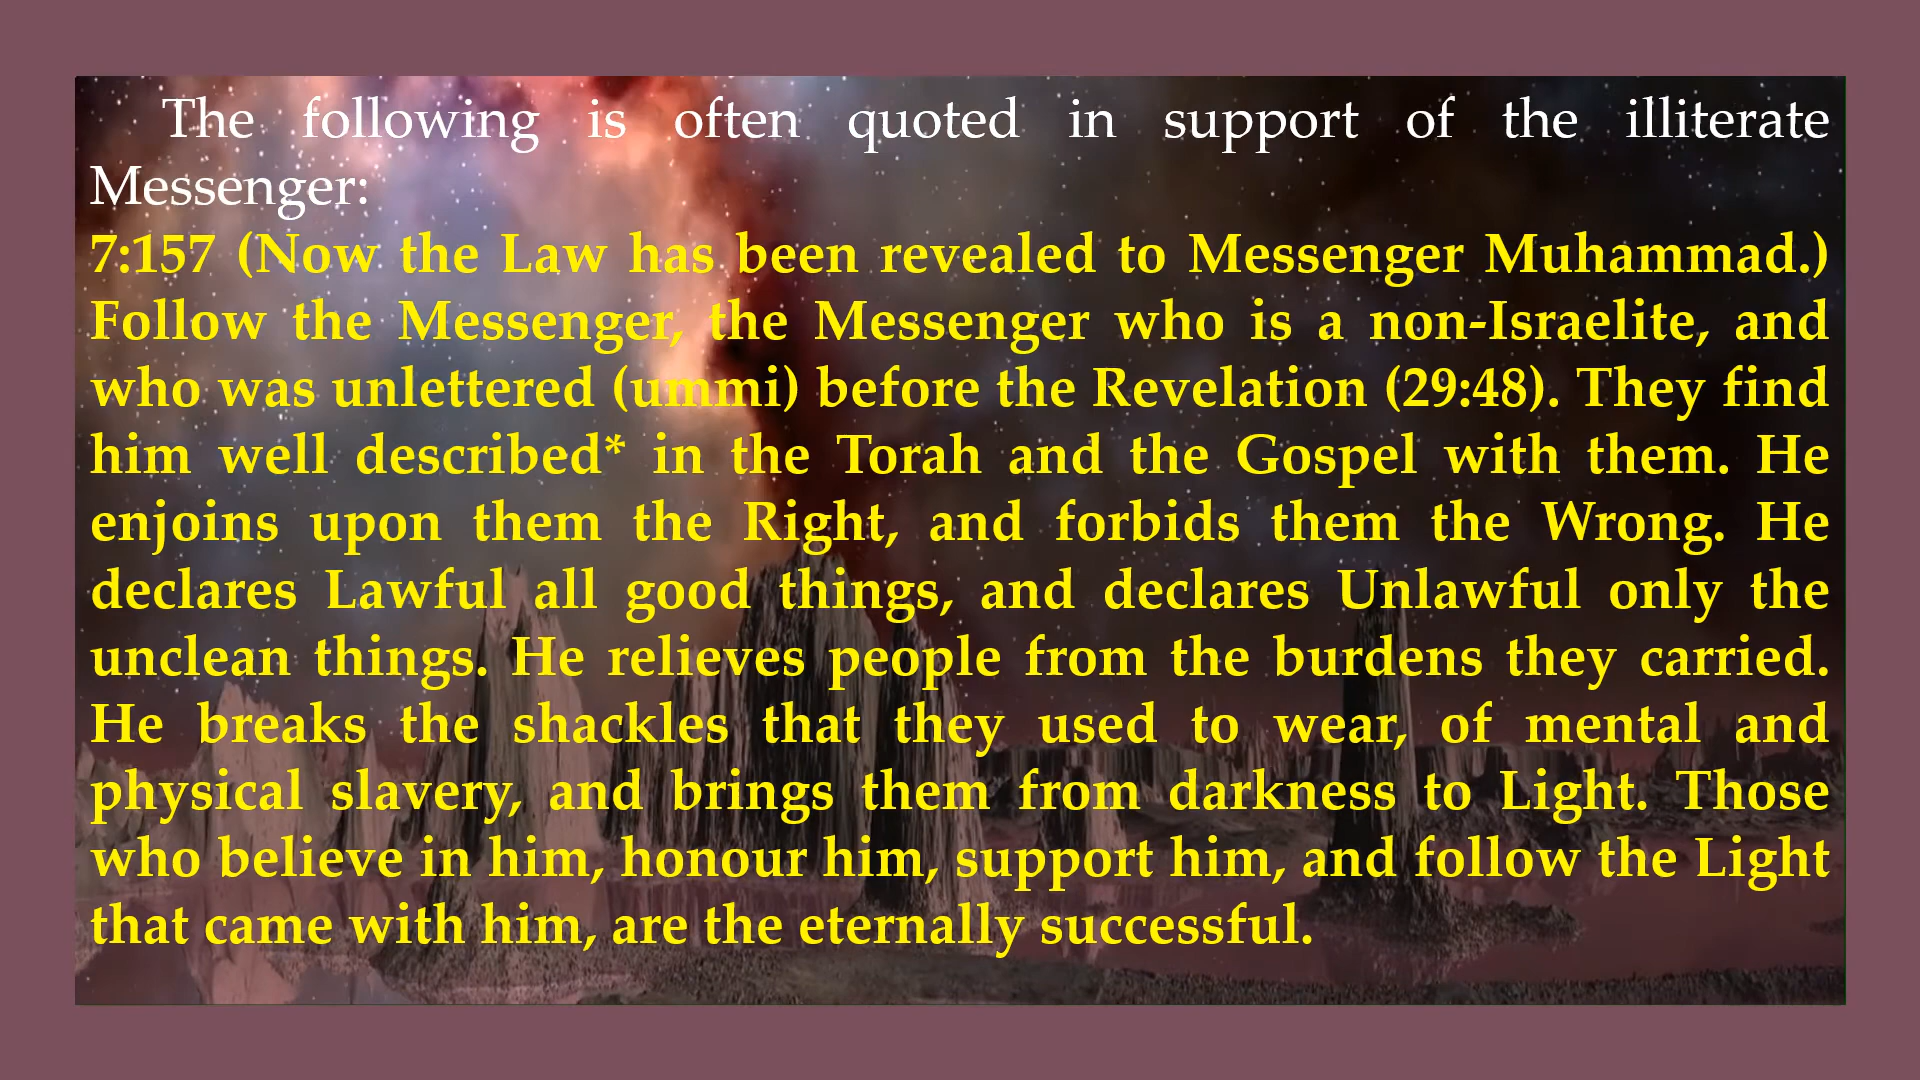 The following is often quoted in support of the illiterate
Messenger:
7:157 (Now the Law has been revealed to Messenger Muhammad.)
Follow the Messenger, the Messenger who is a non-Israelite, and
who was unlettered (ummi) before the Revelation (29:48). They find
him well described* in the Torah and the Gospel with them. He
enjoins upon them the Right, and forbids them the Wrong. He
declares Lawful all good things, and declares Unlawful only the
unclean things. He relieves people from the burdens they carried.
He breaks the shackles that they used to wear, of mental and
physical slavery, and brings them from darkness to Light. Those
who believe in him, honour him, support him, and follow the Light
that came with him, are the eternally successful.